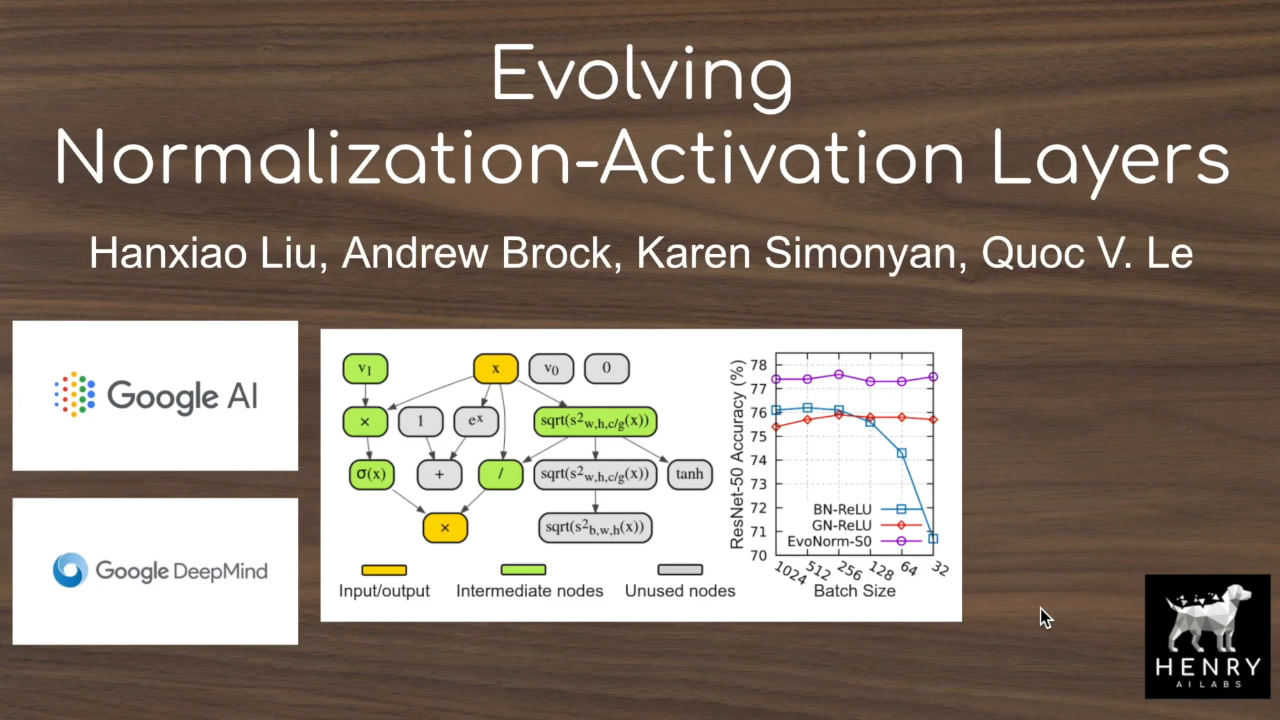 Evolving
Normalization-Activation Layers
Hanxiao Liu, Andrew Brock, Karen Simonyan, Quoc V. Le
Google AI
Google DeepMind
v₁ x v₀ 0
× 1 eˣ sqrt(s²w,h,c/g(x))
σ(x) + / sqrt(s²w,h,c/g(x)) tanh
× sqrt(s²b,w,h(x))
Input/output Intermediate nodes Unused nodes
ResNet-50 Accuracy (%)
78
77
76
75
74
73
72
71
70
BN-ReLU
GN-ReLU
EvoNorm-S0
1024 512 256 128 64 32
Batch Size
HENRY
AI LABS